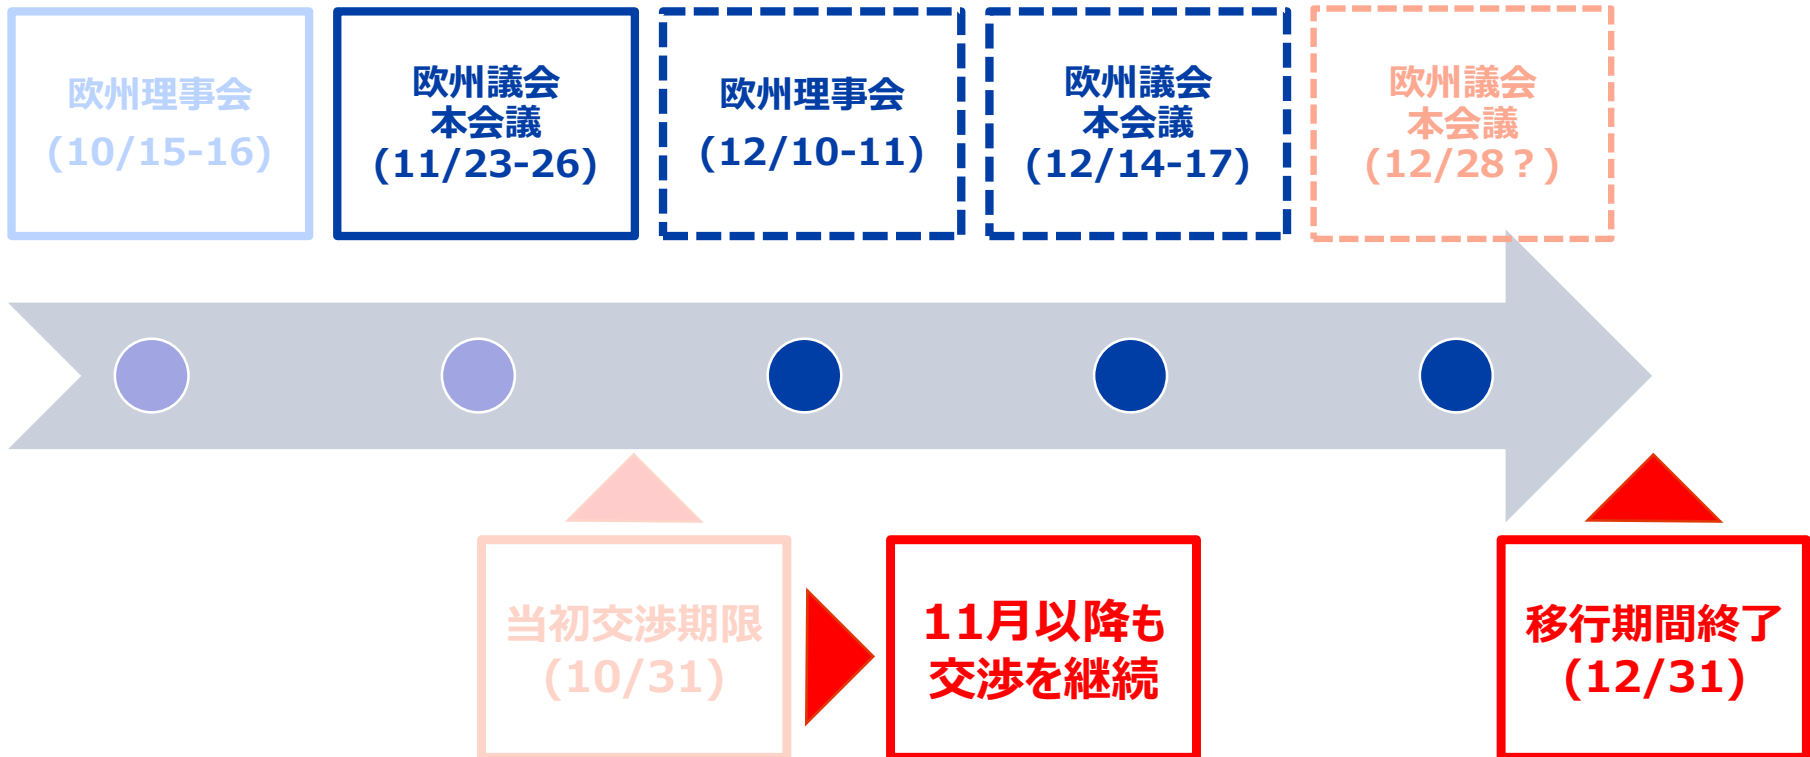 欧州理事会
(10/15-16)
欧州議会
本会議
(11/23-26)
欧州理事会
(12/10-11)
欧州議会
本会議
(12/14-17)
欧州議会
本会議
(12/28？)
当初交渉期限
(10/31)
11月以降も
交渉を継続
移行期間終了
(12/31)